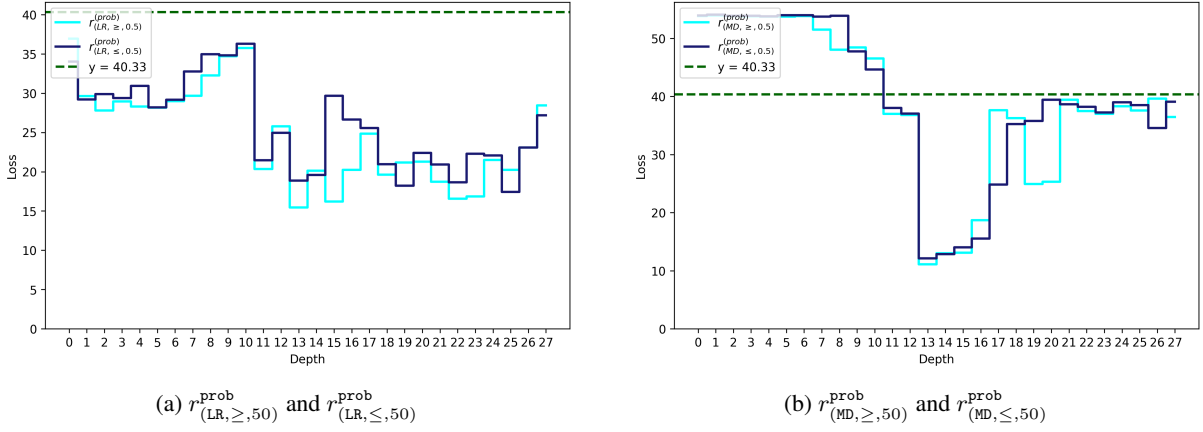 40
35
30
25
20
15
10
5
0
Loss
r^{(prob)}_{(LR, ≥, 0.5)}
r^{(prob)}_{(LR, ≤, 0.5)}
y = 40.33
0 1 2 3 4 5 6 7 8 9 10 11 12 13 14 15 16 17 18 19 20 21 22 23 24 25 26 27
Depth
(a) r^{prob}_{(LR,≥,50)} and r^{prob}_{(LR,≤,50)}
50
40
30
20
10
0
Loss
r^{(prob)}_{(MD, ≥, 0.5)}
r^{(prob)}_{(MD, ≤, 0.5)}
y = 40.33
0 1 2 3 4 5 6 7 8 9 10 11 12 13 14 15 16 17 18 19 20 21 22 23 24 25 26 27
Depth
(b) r^{prob}_{(MD,≥,50)} and r^{prob}_{(MD,≤,50)}